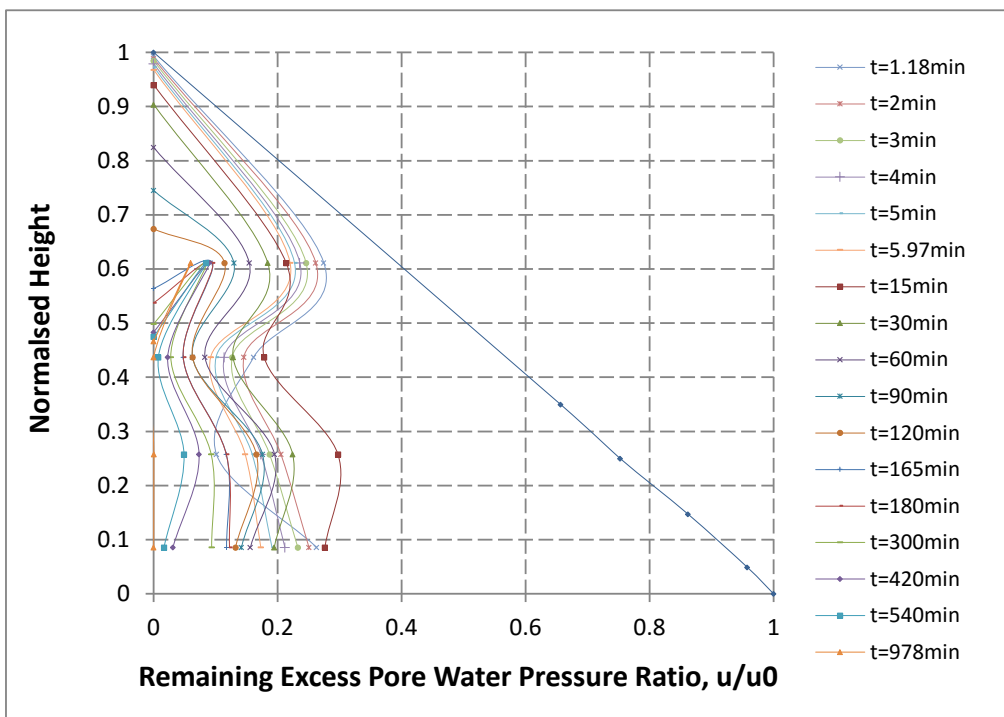 Normalsed Height
1
0.9
0.8
0.7
0.6
0.5
0.4
0.3
0.2
0.1
0
0 0.2 0.4 0.6 0.8 1
Remaining Excess Pore Water Pressure Ratio, u/u0
t=1.18min
t=2min
t=3min
t=4min
t=5min
t=5.97min
t=15min
t=30min
t=60min
t=90min
t=120min
t=165min
t=180min
t=300min
t=420min
t=540min
t=978min